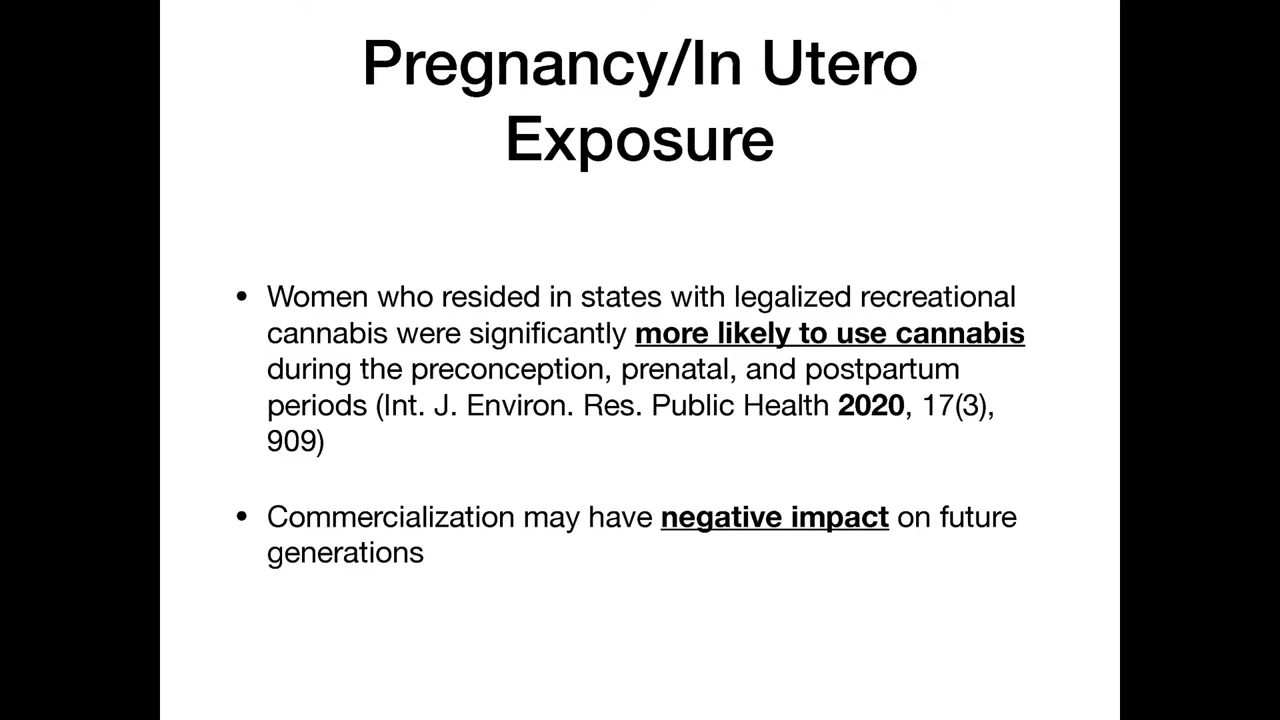 Pregnancy/In Utero
Exposure
• Women who resided in states with legalized recreational
cannabis were significantly more likely to use cannabis
during the preconception, prenatal, and postpartum
periods (Int. J. Environ. Res. Public Health 2020, 17(3),
909)
• Commercialization may have negative impact on future
generations